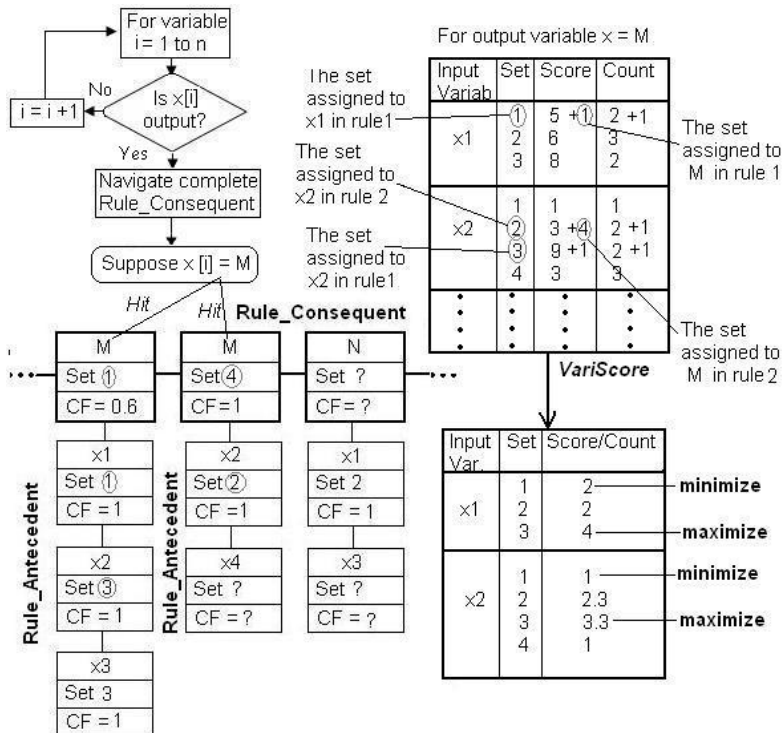 For variable
i = 1 to n
No
i = i +1
Is x[i]
output?
Yes
Navigate complete
Rule_Consequent
Suppose x [i] = M
Hit
Hit
Rule_Consequent
M
Set 1
CF= 0.6
M
Set 4
CF=1
N
Set ?
CF=?
x1
Set 1
CF = 1
x2
Set 3
CF = 1
x3
Set 3
CF = 1
x2
Set 2
CF = 1
x4
Set ?
CF = ?
x1
Set 2
CF = 1
x3
Set ?
CF= ?
Rule_Antecedent
Rule_Antecedent
For output variable x = M
Input
Variab
Set
Score
Count
x1
1 5 +1 2 +1
2 6 3
3 8 2
x2
1 1 1
2 3 +4 2 +1
3 9 +1 2 +1
4 3 3
The set
assigned to
x1 in rule1
The set
assigned to
x2 in rule 2
The set
assigned to
x2 in rule1
The set
assigned to
M in rule 1
The set
assigned to
M in rule 2
VariScore
Input
Var.
Set
Score/Count
x1
1 2
2 2
3 4
x2
1 1
2 2.3
3 3.3
4 1
minimize
maximize
minimize
maximize